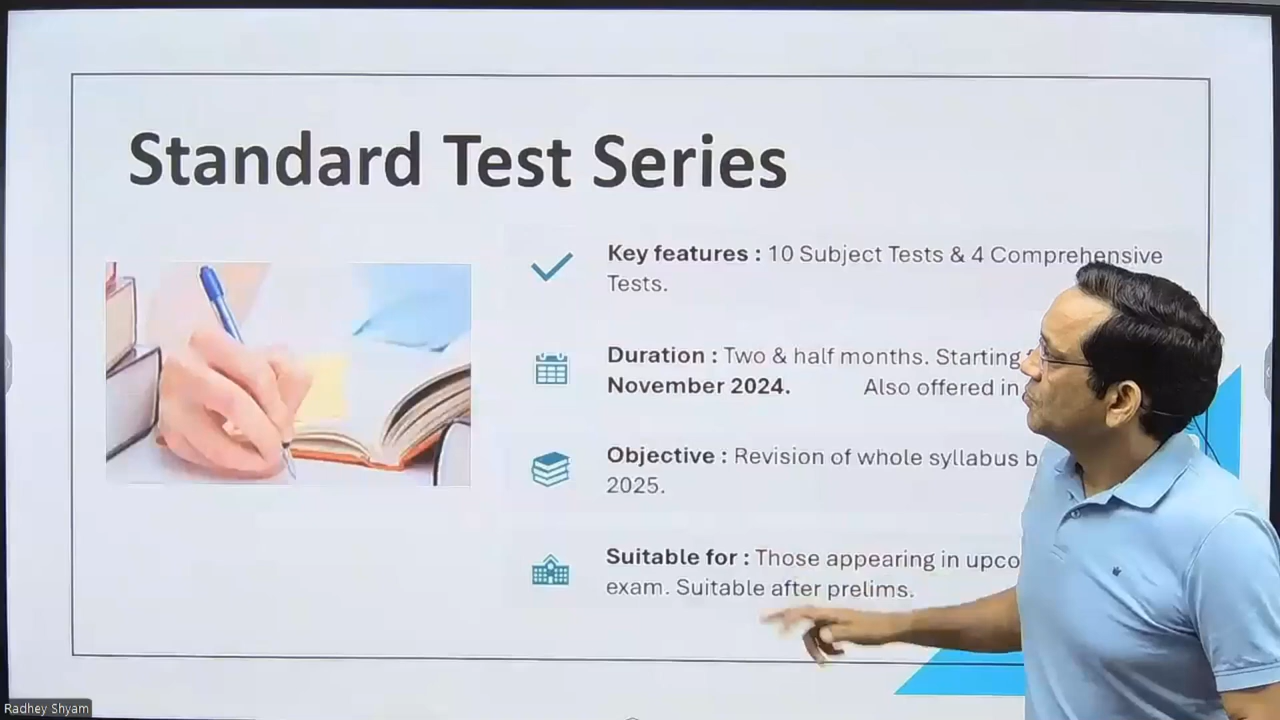 Standard Test Series
Key features : 10 Subject Tests & 4 Comprehensive
Tests.
Duration : Two & half months. Starting
November 2024. Also offered in
Objective : Revision of whole syllabus
2025.
Suitable for : Those appearing in
exam. Suitable after prelims.
Radhey Shyam